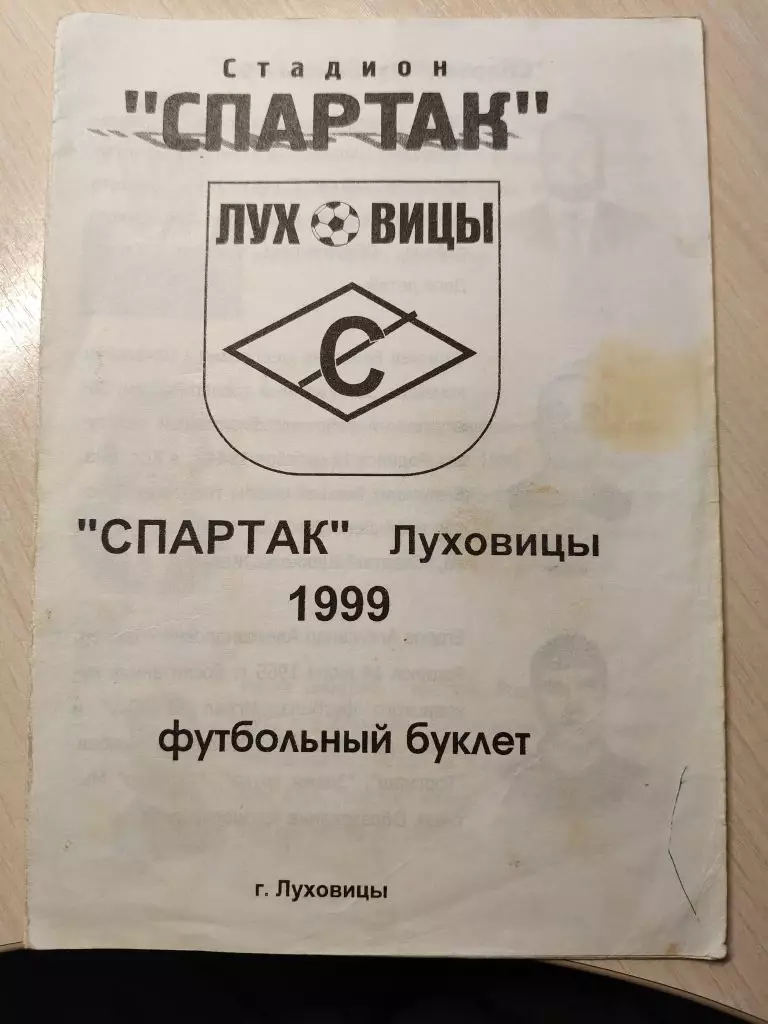 Стадион
"СПАРТАК"
ЛУХ ВИЦЫ
С
"СПАРТАК" Луховицы
1999
футбольный буклет
г. Луховицы